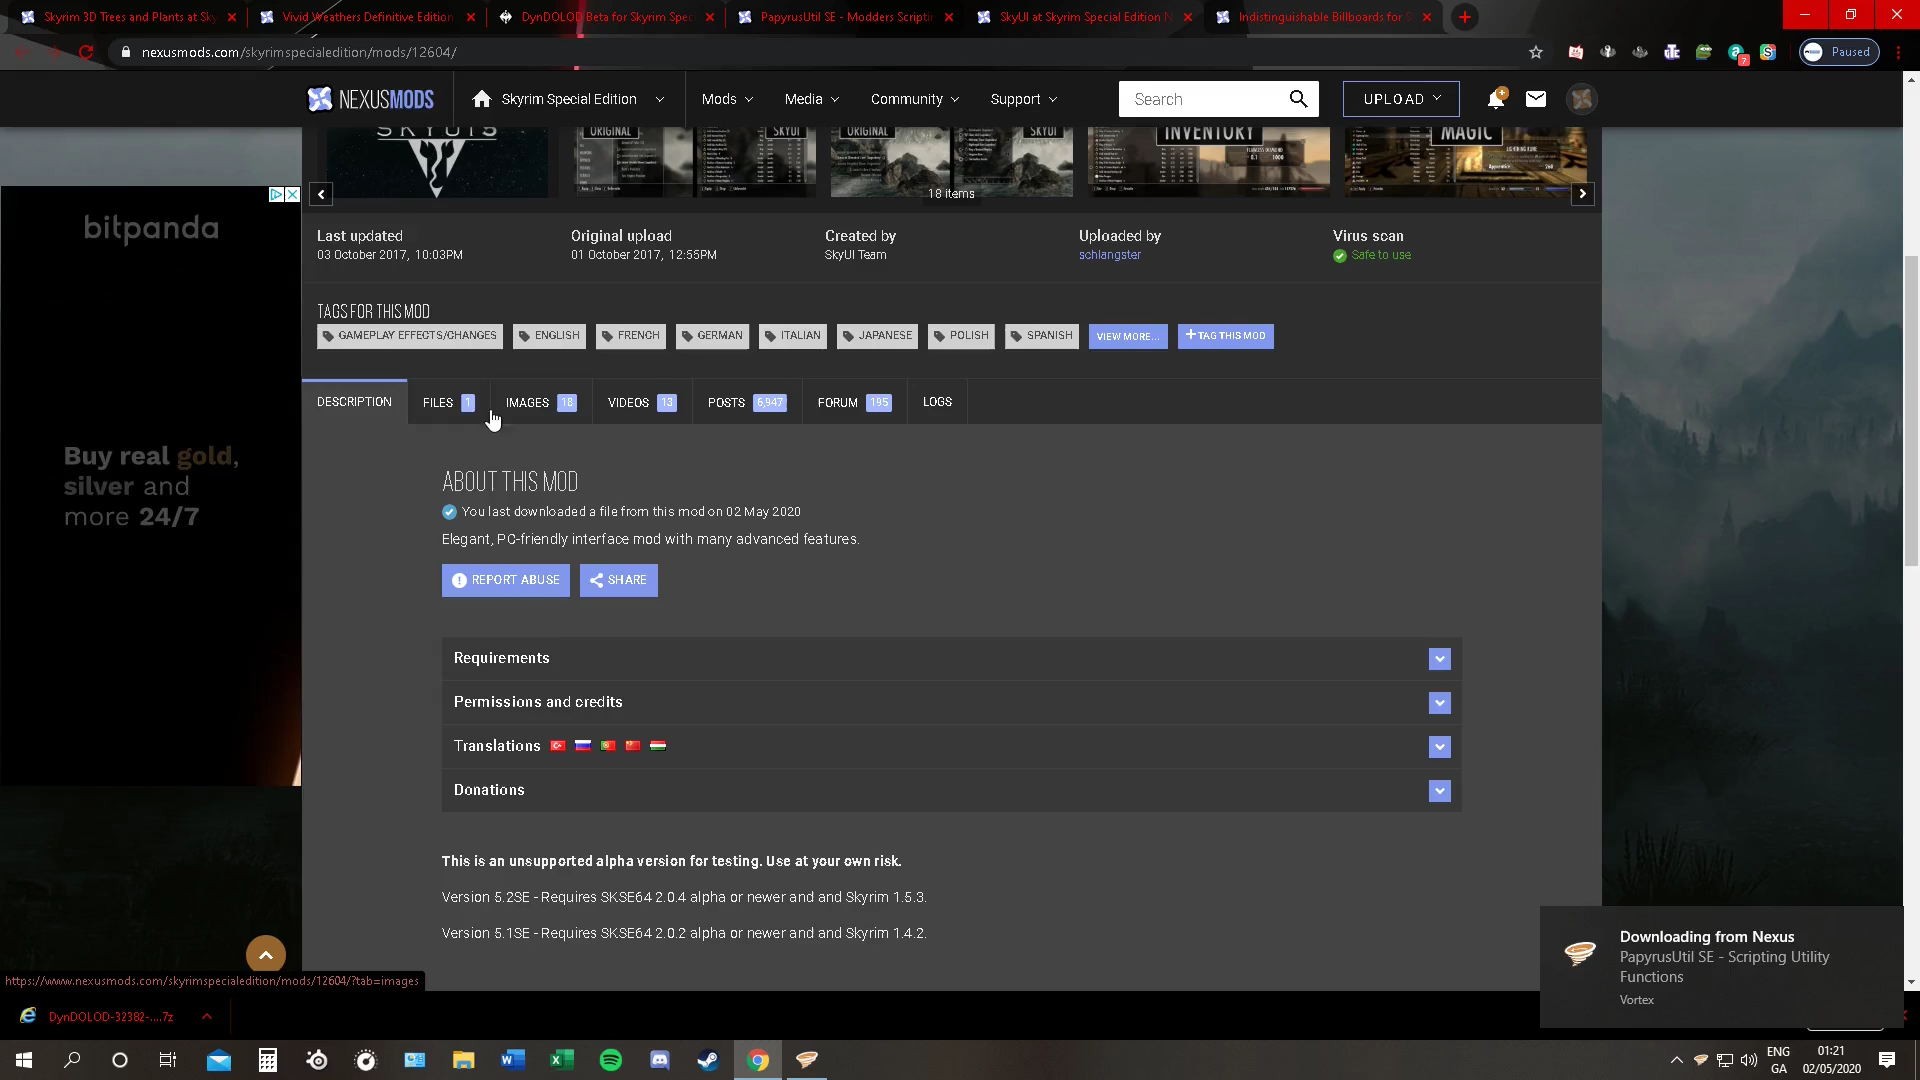 Skyrim 3D Trees and Plants at Sk
Vivid Weathers Definitive Edition
DynDOLOD Beta for Skyrim Spec
PapyrusUtil SE - Modders Scriptin
SkyUI at Skyrim Special Edition N
Indistinguishable Billboards for S
nexusmods.com/skyrimspecialedition/mods/12604/
7
Paused
NEXUSMODS
Skyrim Special Edition
Mods
Media
Community
Support
Search
UPLOAD
SKYUI5
ORIGINAL
SKYUI
ORIGINAL
SKYUI
INVENTORY
MAGIC
18 items
bitpanda
Buy real gold,
silver and
more 24/7
Last updated
03 October 2017, 10:03PM
Original upload
01 October 2017, 12:55PM
Created by
SkyUI Team
Uploaded by
schlangster
Virus scan
Safe to use
TAGS FOR THIS MOD
GAMEPLAY EFFECTS/CHANGES
ENGLISH
FRENCH
GERMAN
ITALIAN
JAPANESE
POLISH
SPANISH
VIEW MORE...
+ TAG THIS MOD
DESCRIPTION
FILES 1
IMAGES 18
VIDEOS 13
POSTS 6,947
FORUM 195
LOGS
ABOUT THIS MOD
You last downloaded a file from this mod on 02 May 2020
Elegant, PC-friendly interface mod with many advanced features.
REPORT ABUSE
SHARE
Requirements
Permissions and credits
Translations
Donations
This is an unsupported alpha version for testing. Use at your own risk.
Version 5.2SE - Requires SKSE64 2.0.4 alpha or newer and and Skyrim 1.5.3.
Version 5.1SE - Requires SKSE64 2.0.2 alpha or newer and and Skyrim 1.4.2.
Downloading from Nexus
PapyrusUtil SE - Scripting Utility
Functions
Vortex
https://www.nexusmods.com/skyrimspecialedition/mods/12604/?tab=images
DynDOLOD-32382-....7z
ENG
GA
01:21
02/05/2020